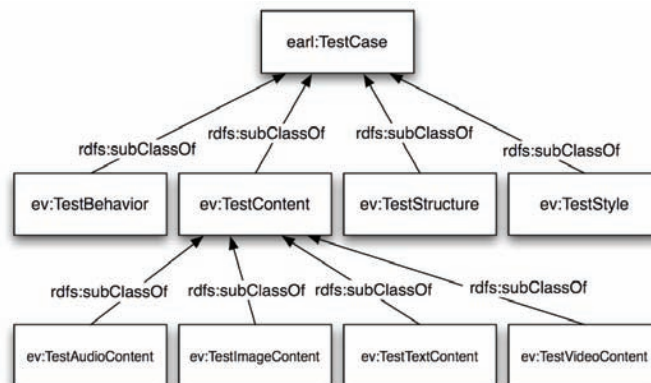 earl:TestCase
rdfs:subClassOf
rdfs:subClassOf
rdfs:subClassOf
rdfs:subClassOf
ev:TestBehavior
ev:TestContent
ev:TestStructure
ev:TestStyle
rdfs:subClassOf
rdfs:subClassOf
rdfs:subClassOf
rdfs:subClassOf
ev:TestAudioContent
ev:TestImageContent
ev:TestTextContent
ev:TestVideoContent